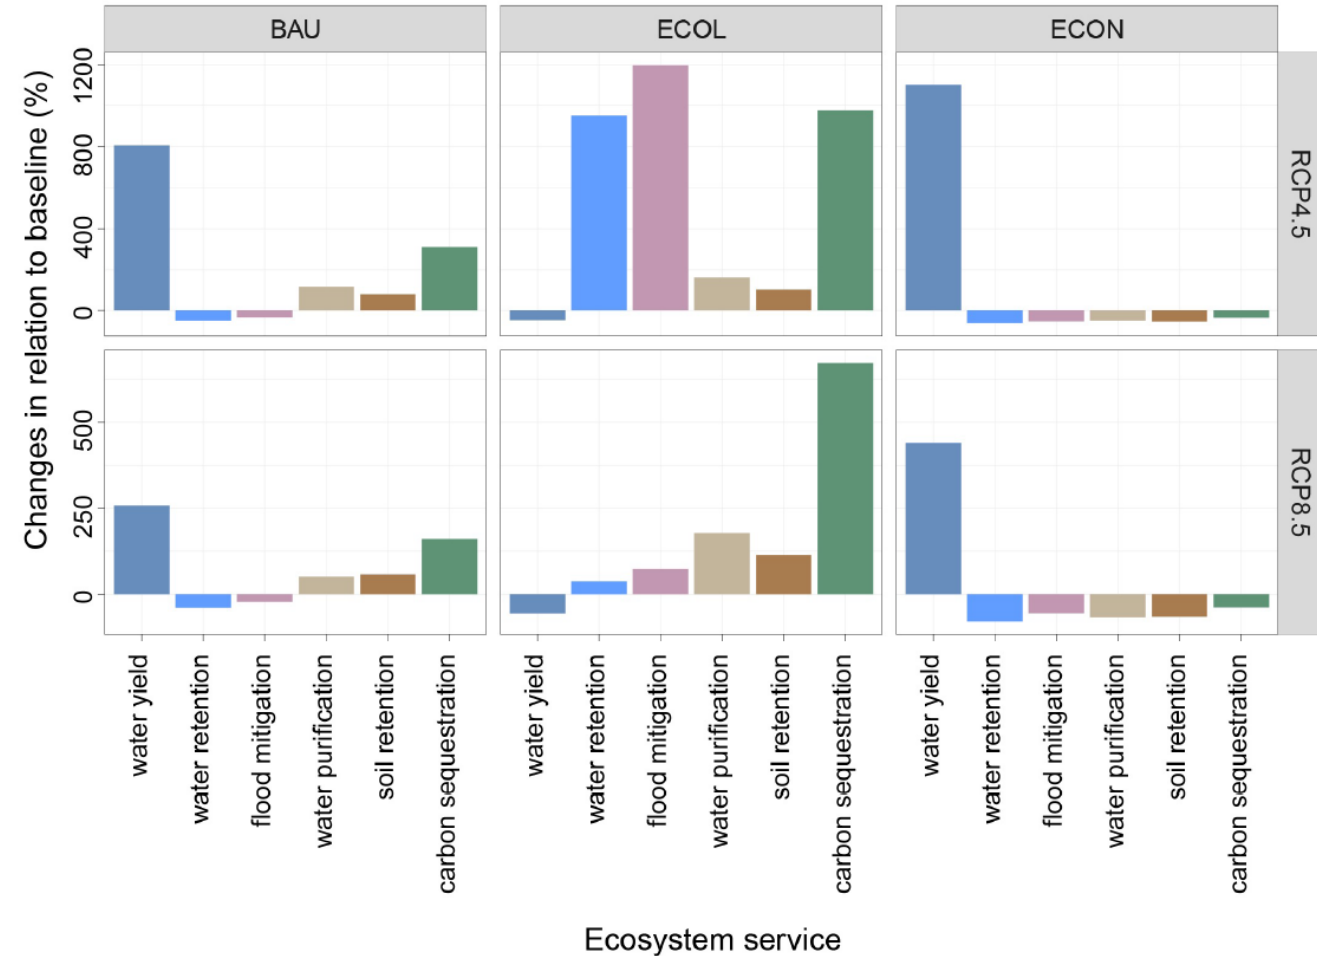 BAU
ECOL
ECON
Changes in relation to baseline (%)
1200
800
400
0
RCP4.5
500
250
0
RCP8.5
water yield
water retention
flood mitigation
water purification
soil retention
carbon sequestration
water yield
water retention
flood mitigation
water purification
soil retention
carbon sequestration
water yield
water retention
flood mitigation
water purification
soil retention
carbon sequestration
Ecosystem service